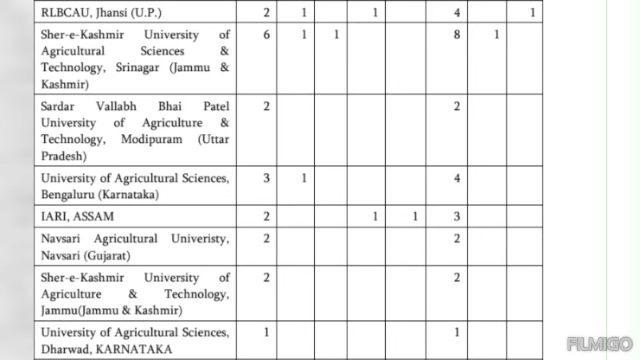 RLBCAU, Jhansi (U.P.) 2 1 1 4 1
Sher-e-Kashmir University of 6 1 1 8 1
Agricultural Sciences &
Technology, Srinagar (Jammu &
Kashmir)
Sardar Vallabh Bhai Patel 2 2
University of Agriculture &
Technology, Modipuram (Uttar
Pradesh)
University of Agricultural Sciences, 3 1 4
Bengaluru (Karnataka)
IARI, ASSAM 2 1 1 3
Navsari Agricultural Univeristy, 2 2
Navsari (Gujarat)
Sher-e-Kashmir University of 2 2
Agriculture & Technology,
Jammu(Jammu & Kashmir)
University of Agricultural Sciences, 1 1
Dharwad, KARNATAKA
FILMIGO